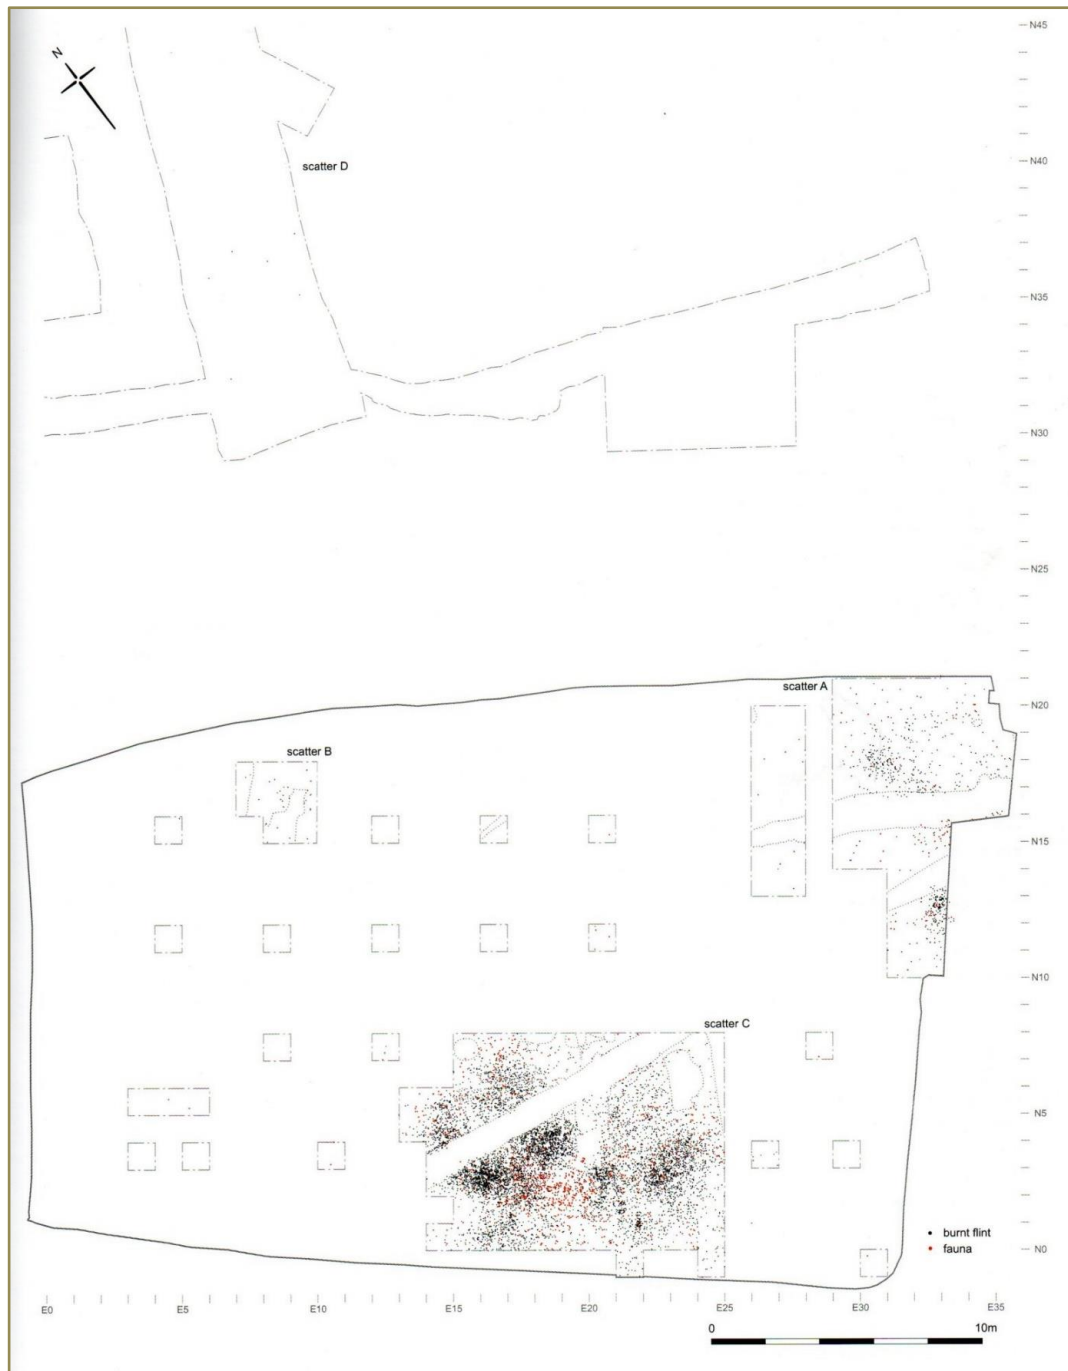 N45
N
scatter D
N40
N35
N30
N25
scatter A
N20
scatter B
N15
N10
scatter C
N5
burnt flint
N0
fauna
E0 E5 E10 E15 E20 E25 E30 E35
0 10m